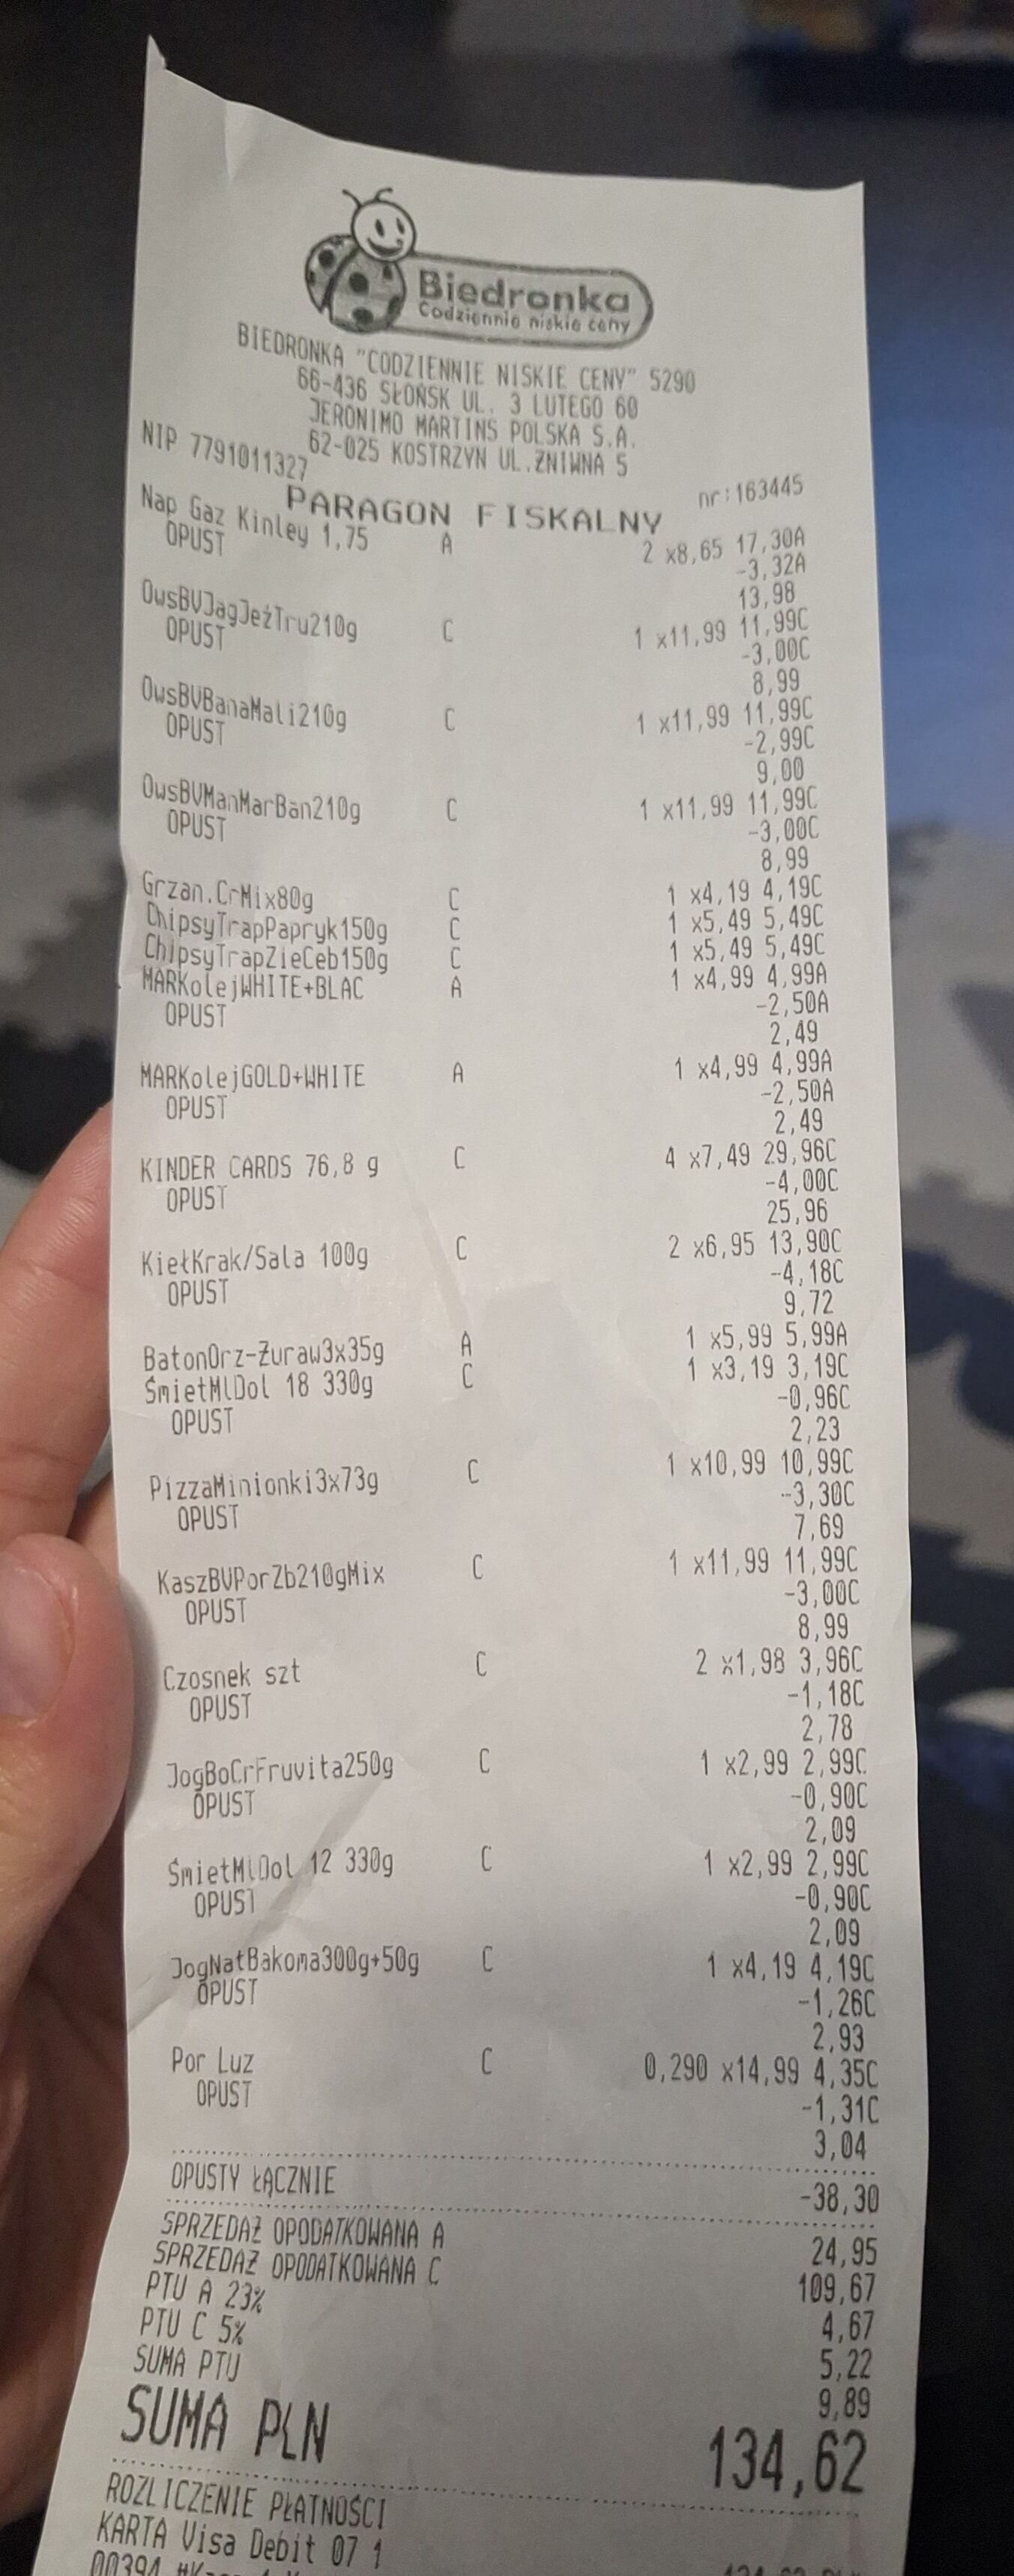 Biedronka
Codziennie niskie ceny
BIEDRONKA "CODZIENNIE NISKIE CENY" 5290
66-436 SŁOŃSK UL. 3 LUTEGO 60
JERONIMO MARTINS POLSKA S.A.
62-025 KOSTRZYN UL.ŻNIWNA 5
NIP 7791011327 nr:163445
PARAGON FISKALNY
Nap Gaz Kinley 1,75 A 2 x8,65 17,30A
OPUST -3,32A
13,98
OwsBVJagJeżTru210g C 1 x11,99 11,99C
OPUST -3,00C
8,99
OwsBVBanaMali210g C 1 x11,99 11,99C
OPUST -2,99C
9,00
OwsBVManMarBan210g C 1 x11,99 11,99C
OPUST -3,00C
8,99
Grzan.CrMix80g C 1 x4,19 4,19C
ChipsyTrapPapryk150g C 1 x5,49 5,49C
ChipsyTrapZieCeb150g C 1 x5,49 5,49C
MARKolejWHITE+BLAC A 1 x4,99 4,99A
OPUST -2,50A
2,49
MARKolejGOLD+WHITE A 1 x4,99 4,99A
OPUST -2,50A
2,49
KINDER CARDS 76,8 g C 4 x7,49 29,96C
OPUST -4,00C
25,96
KiełKrak/Sala 100g C 2 x6,95 13,90C
OPUST -4,18C
9,72
BatonOrz-Żuraw3x35g A 1 x5,99 5,99A
ŚmietMlDol 18 330g C 1 x3,19 3,19C
OPUST -0,96C
2,23
PizzaMinionki3x73g C 1 x10,99 10,99C
OPUST -3,30C
7,69
KaszBVPorZb210gMix C 1 x11,99 11,99C
OPUST -3,00C
8,99
Czosnek szt C 2 x1,98 3,96C
OPUST -1,18C
2,78
JogBoCrFruvita250g C 1 x2,99 2,99C
OPUST -0,90C
2,09
ŚmietMlDol 12 330g C 1 x2,99 2,99C
OPUST -0,90C
2,09
JogNatBakoma300g+50g C 1 x4,19 4,19C
OPUST -1,26C
2,93
Por Luz C 0,290 x14,99 4,35C
OPUST -1,31C
3,04
OPUSTY ŁĄCZNIE -38,30
SPRZEDAŻ OPODATKOWANA A 24,95
SPRZEDAŻ OPODATKOWANA C 109,67
PTU A 23% 4,67
PTU C 5% 5,22
SUMA PTU 9,89
SUMA PLN 134,62
ROZLICZENIE PŁATNOŚCI
KARTA Visa Debit 07 1